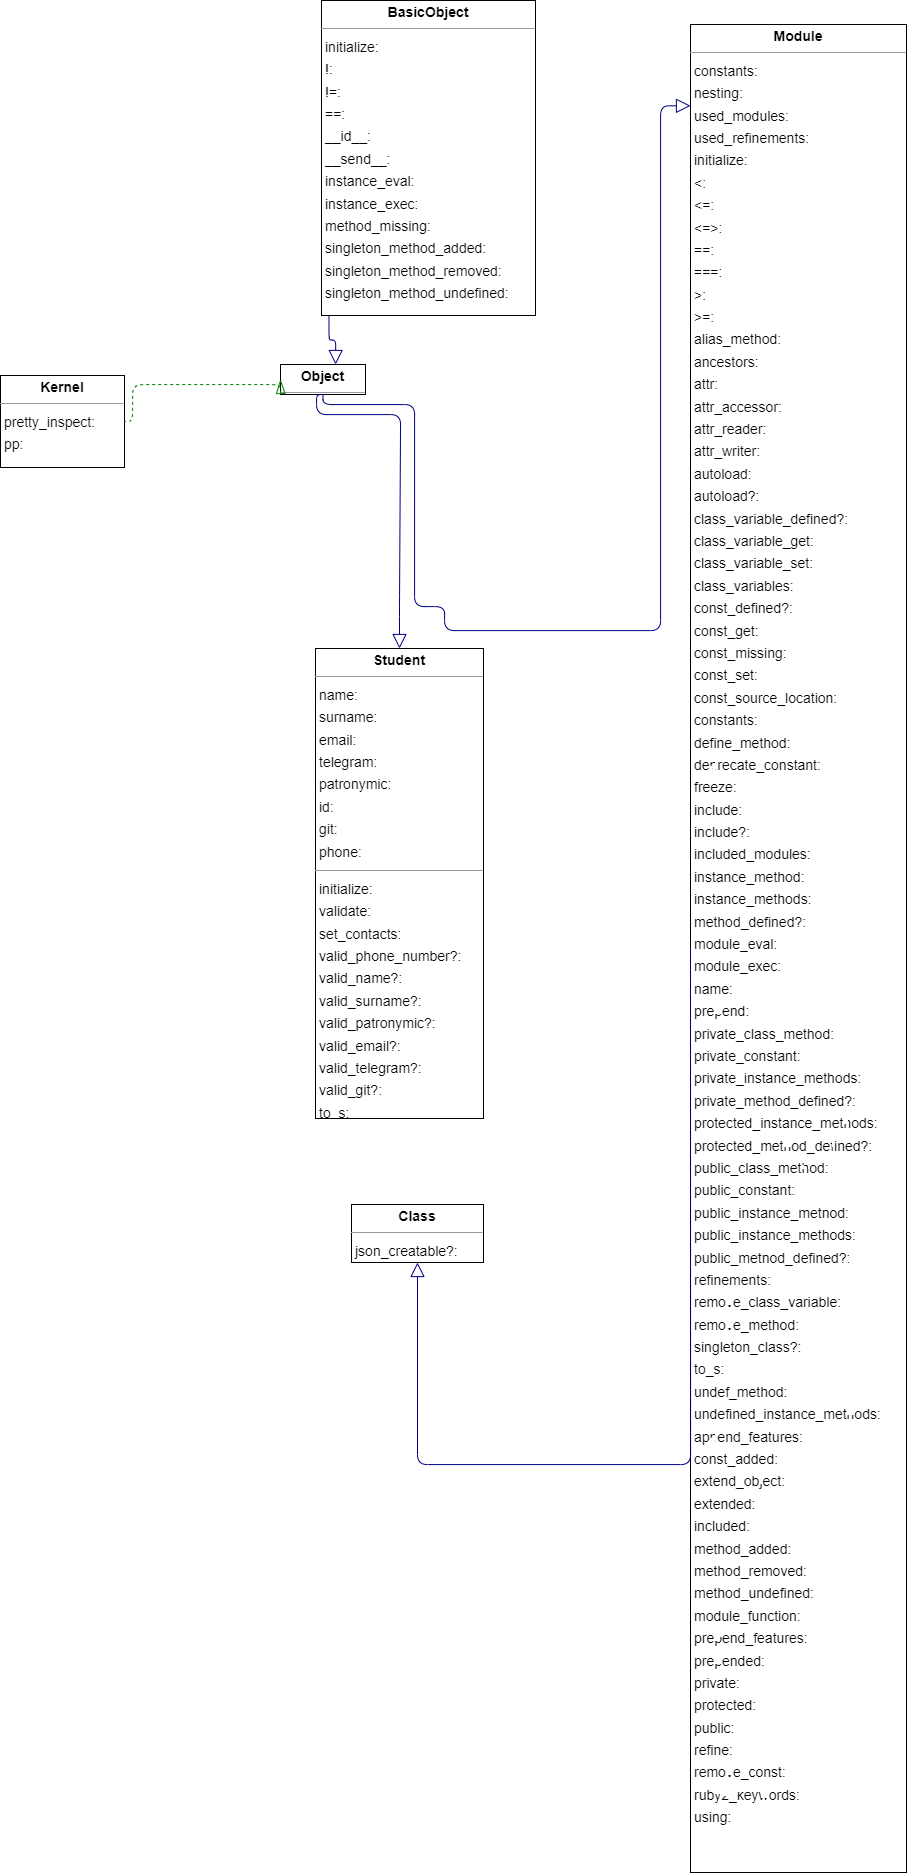 BasicObject
initialize:
!:
!=:
==:
__id__:
__send__:
instance_eval:
instance_exec:
method_missing:
singleton_method_added:
singleton_method_removed:
singleton_method_undefined:
Object
Kernel
pretty_inspect:
pp:
Student
name:
surname:
email:
telegram:
patronymic:
id:
git:
phone:
initialize:
validate:
set_contacts:
valid_phone_number?:
valid_name?:
valid_surname?:
valid_patronymic?:
valid_email?:
valid_telegram?:
valid_git?:
to_s:
Class
json_creatable?:
Module
constants:
nesting:
used_modules:
used_refinements:
initialize:
<:
<=:
<=>:
==:
===:
>:
>=:
alias_method:
ancestors:
attr:
attr_accessor:
attr_reader:
attr_writer:
autoload:
autoload?:
class_variable_defined?:
class_variable_get:
class_variable_set:
class_variables:
const_defined?:
const_get:
const_missing:
const_set:
const_source_location:
constants:
define_method:
deprecate_constant:
freeze:
include:
include?:
included_modules:
instance_method:
instance_methods:
method_defined?:
module_eval:
module_exec:
name:
prepend:
private_class_method:
private_constant:
private_instance_methods:
private_method_defined?:
protected_instance_methods:
protected_method_defined?:
public_class_method:
public_constant:
public_instance_method:
public_instance_methods:
public_method_defined?:
refinements:
remove_class_variable:
remove_method:
singleton_class?:
to_s:
undef_method:
undefined_instance_methods:
append_features:
const_added:
extend_object:
extended:
included:
method_added:
method_removed:
method_undefined:
module_function:
prepend_features:
prepended:
private:
protected:
public:
refine:
remove_const:
ruby2_keywords:
using: